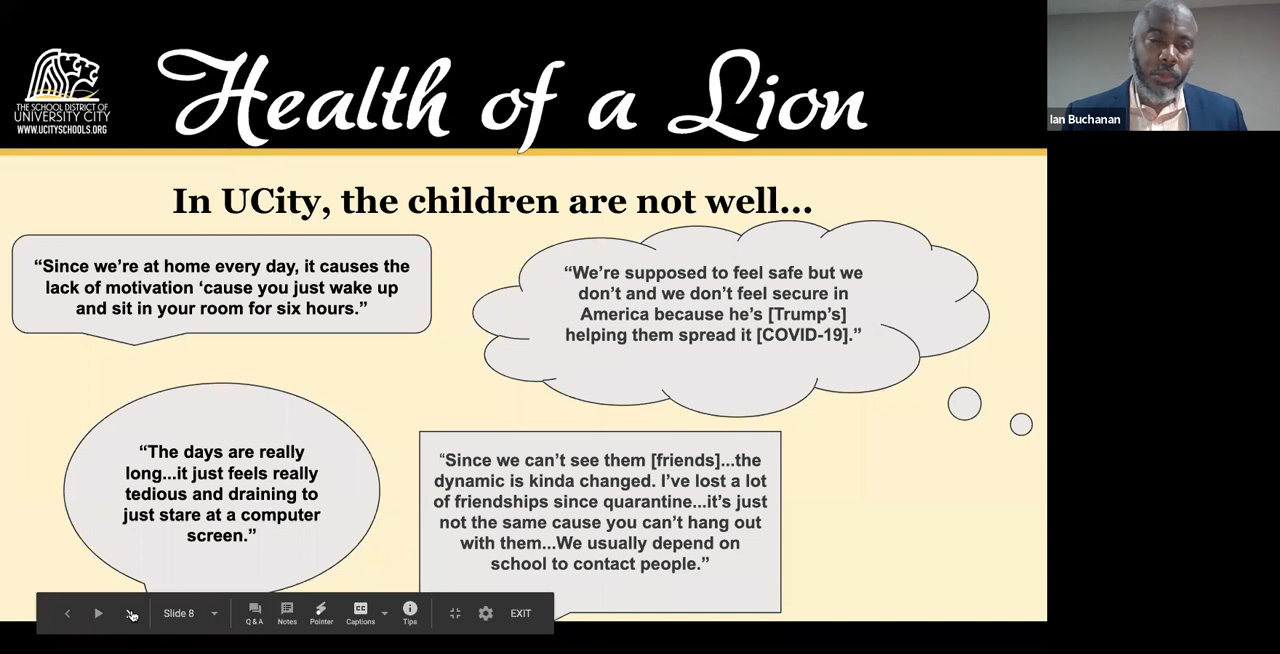 Health of a Lion
THE SCHOOL DISTRICT OF
UNIVERSITY CITY
WWW.UCITYSCHOOLS.ORG
Ian Buchanan
In UCity, the children are not well...
“Since we’re at home every day, it causes the
lack of motivation ‘cause you just wake up
and sit in your room for six hours.”
“We’re supposed to feel safe but we
don’t and we don’t feel secure in
America because he’s [Trump’s]
helping them spread it [COVID-19].”
“The days are really
long...it just feels really
tedious and draining to
just stare at a computer
screen.”
“Since we can’t see them [friends]...the
dynamic is kinda changed. I’ve lost a lot
of friendships since quarantine...it’s just
not the same cause you can’t hang out
with them...We usually depend on
school to contact people.”
Slide 8
Q & A
Notes
Pointer
CC
Captions
Tips
EXIT